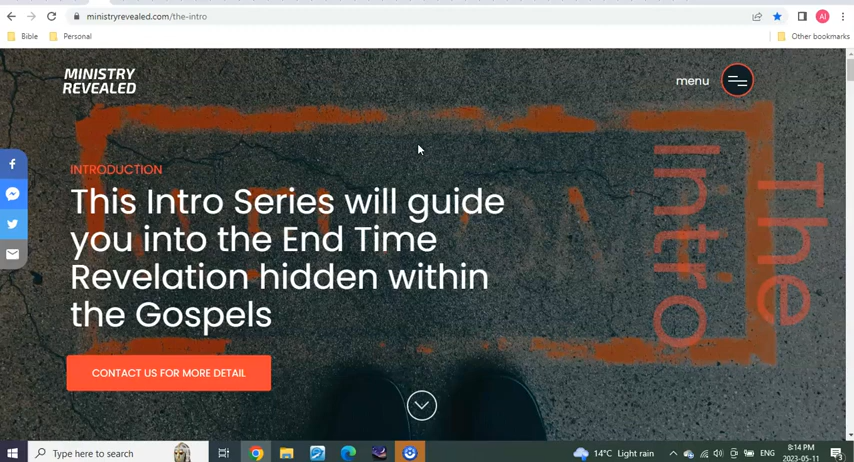 ministryrevealed.com/the-intro
AI
Bible
Personal
Other bookmarks
MINISTRY
REVEALED
menu
INTRODUCTION
This Intro Series will guide
you into the End Time
Revelation hidden within
the Gospels
The
Intro
CONTACT US FOR MORE DETAIL
Type here to search
14°C Light rain
ENG
8:14 PM
2023-05-11
3